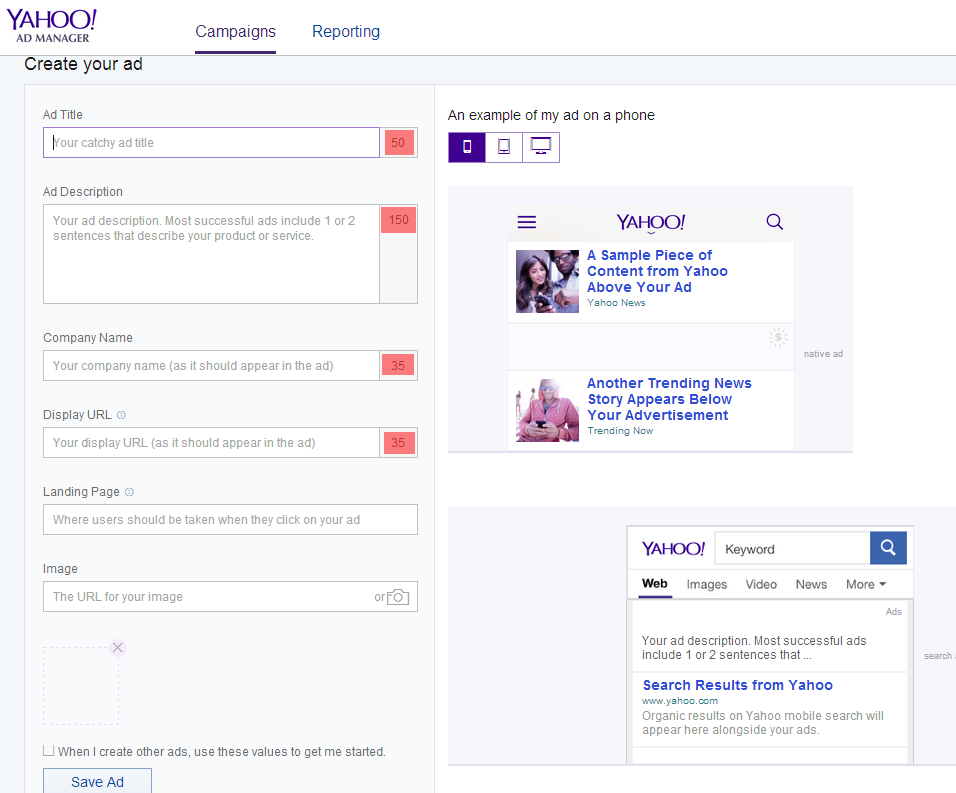 YAHOO!
AD MANAGER
Campaigns
Reporting
Create your ad
Ad Title
Your catchy ad title
50
Ad Description
Your ad description. Most successful ads include 1 or 2
sentences that describe your product or service.
150
Company Name
Your company name (as it should appear in the ad)
35
Display URL
Your display URL (as it should appear in the ad)
35
Landing Page
Where users should be taken when they click on your ad
Image
The URL for your image
or
When I create other ads, use these values to get me started.
Save Ad
An example of my ad on a phone
YAHOO!
A Sample Piece of
Content from Yahoo
Above Your Ad
Yahoo News
$
native ad
Another Trending News
Story Appears Below
Your Advertisement
Trending Now
YAHOO!
Keyword
Web
Images
Video
News
More
Ads
Your ad description. Most successful ads
include 1 or 2 sentences that ...
search
Search Results from Yahoo
www.yahoo.com
Organic results on Yahoo mobile search will
appear here alongside your ads.